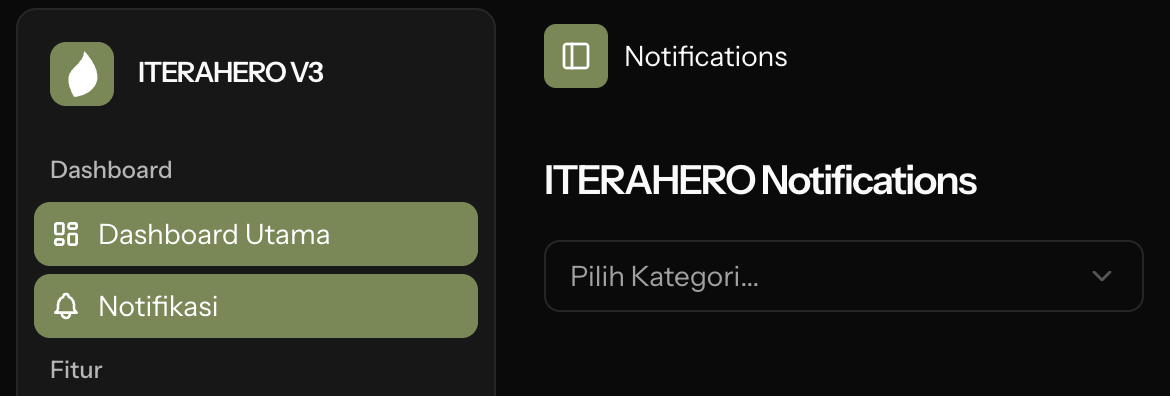 ITERAHERO V3
Dashboard
Dashboard Utama
Notifikasi
Fitur
Notifications
ITERAHERO Notifications
Pilih Kategori...